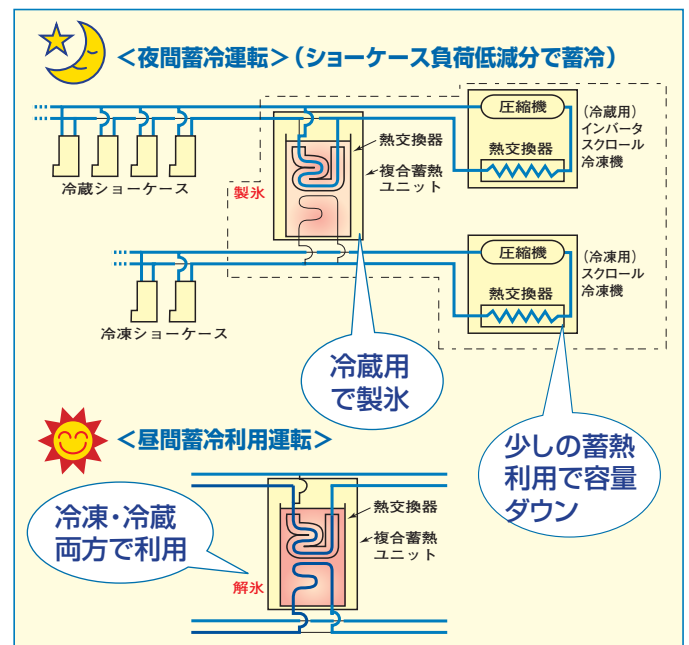 <夜間蓄冷運転>(ショーケース負荷低減分で蓄冷)
圧縮機
熱交換器
(冷蔵用)
インバータ
スクロール
冷凍機
熱交換器
複合蓄熱
ユニット
冷蔵ショーケース
製氷
圧縮機
熱交換器
(冷凍用)
スクロール
冷凍機
冷凍ショーケース
冷蔵用
で製氷
少しの蓄熱
利用で容量
ダウン
<昼間蓄冷利用運転>
冷凍・冷蔵
両方で利用
熱交換器
複合蓄熱
ユニット
解氷